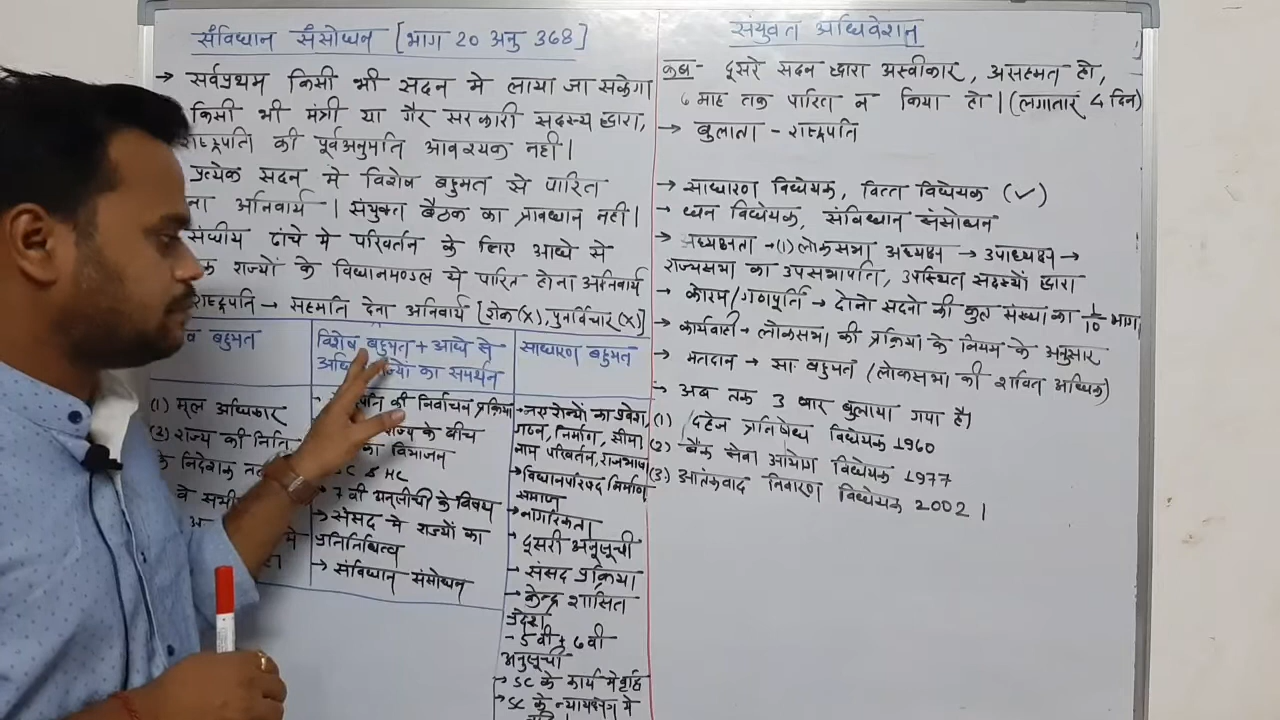 संविधान संसोधन [भाग 20 अनु 368]
→ सर्वप्रथम किसी भी सदन मे लाया जा सकेगा
किसी भी मंत्री या गैर सरकारी सदस्य द्वारा,
राष्ट्रपति की पूर्वअनुमति आवश्यक नही।
प्रत्येक सदन मे विशेष बहुमत से पारित
ना अनिवार्य। संयुक्त बैठक का प्रावधान नही।
संघीय ढांचे मे परिवर्तन के लिए आधे से
क राज्यों के विधानमण्डल से पारित होना अनिवार्य
राष्ट्रपति → सहमति देना अनिवार्य [रोक(x), पुनर्विचार(x)]
व बहुमत
(1) मूल अधिकार
(2) राज्य की निति
के निदेशक
वे सभी
मे
विशेष बहुमत + आधे से
का समर्थन
की निर्वाचन प्रक्रिया
राज्य के बीच
का विभाजन
SC & HC
→ 7 वी अनुसूची के विषय
→ संसद मे राज्यों का
प्रतिनिधित्व
→ संविधान संसोधन
साधारण बहुमत
→ नए राज्यों का प्रवेश,
गठन, निर्माण, सीमा,
नाम परिवर्तन, राजभाषा
→ विधानपरिषद निर्माण
समाप्त
→ नागरिकता
→ दूसरी अनुसूची
→ संसद प्रक्रिया
→ केन्द्र शासित
प्रदेश
- 5 वी + 6 वी
अनुसूची
→ SC के कार्य मे वृद्धि
→ SC के न्यायक्षेत्र मे
संयुक्त अधिवेशन
कब - दूसरे सदन द्वारा अस्वीकार, असहमत हो,
6 माह तक पारित न किया हो। (लगातार 4 दिन)
→ बुलाता - राष्ट्रपति
→ साधारण विधेयक, वित्त विधेयक (✓)
→ धन विधेयक, संविधान संसोधन
→ अध्यक्षता → (1) लोकसभा अध्यक्ष → उपाध्यक्ष →
राज्यसभा का उपसभापति, उपस्थित सदस्यों द्वारा
→ कोरम/गणपूर्ति → दोनो सदनो की कुल संख्या का 1/10 भाग
→ कार्यवाही → लोकसभा की प्रक्रिया के नियम के अनुसार
→ मतदान → सा. बहुमत (लोकसभा की शक्ति अधिक)
→ अब तक 3 बार बुलाया गया है।
(1) दहेज प्रतिषेध विधेयक 1960
(2) बैंक सेवा आयोग विधेयक 1977
(3) आंतकवाद निवारण विधेयक 2002।